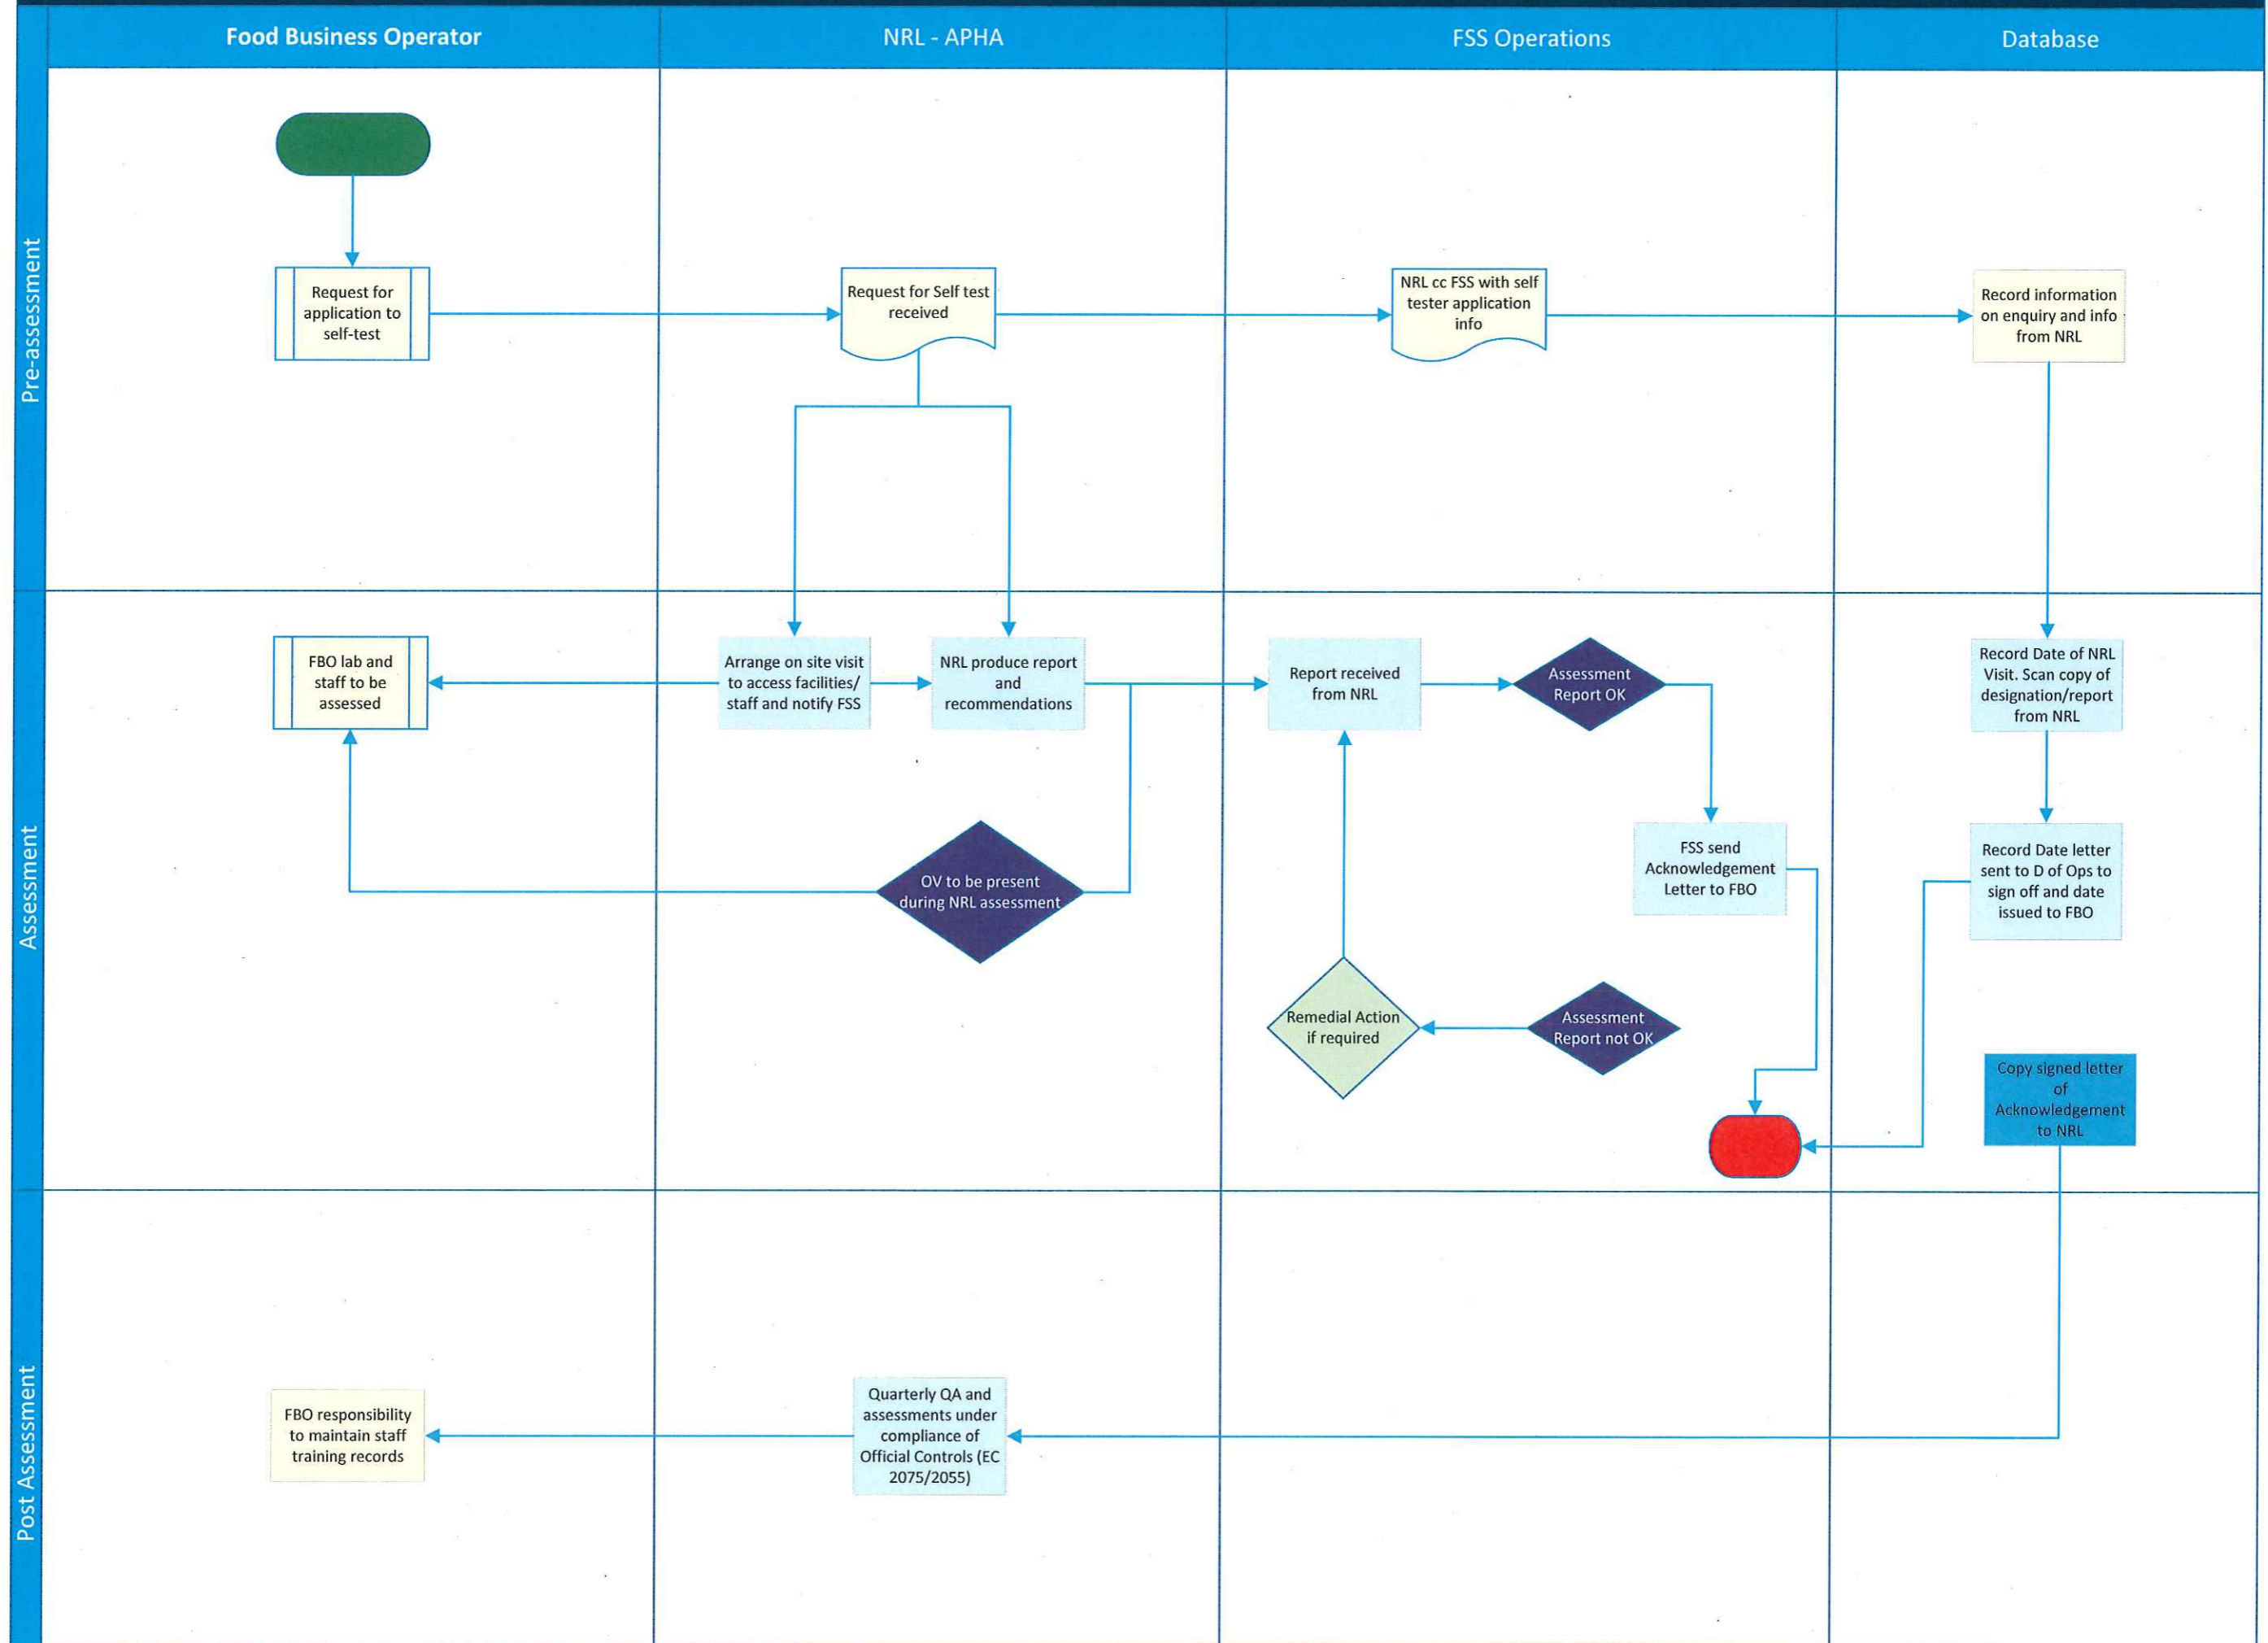 Food Business Operator
NRL - APHA
FSS Operations
Database
Pre-assessment
Request for
application to
self-test
Request for Self test
received
NRL cc FSS with self
tester application
info
Record information
on enquiry and info
from NRL
Assessment
FBO lab and
staff to be
assessed
Arrange on site visit
to access facilities/
staff and notify FSS
NRL produce report
and
recommendations
Report received
from NRL
Assessment
Report OK
Record Date of NRL
Visit. Scan copy of
designation/report
from NRL
OV to be present
during NRL assessment
FSS send
Acknowledgement
Letter to FBO
Record Date letter
sent to D of Ops to
sign off and date
issued to FBO
Remedial Action
if required
Assessment
Report not OK
Copy signed letter
of
Acknowledgement
to NRL
Post Assessment
FBO responsibility
to maintain staff
training records
Quarterly QA and
assessments under
compliance of
Official Controls (EC
2075/2055)